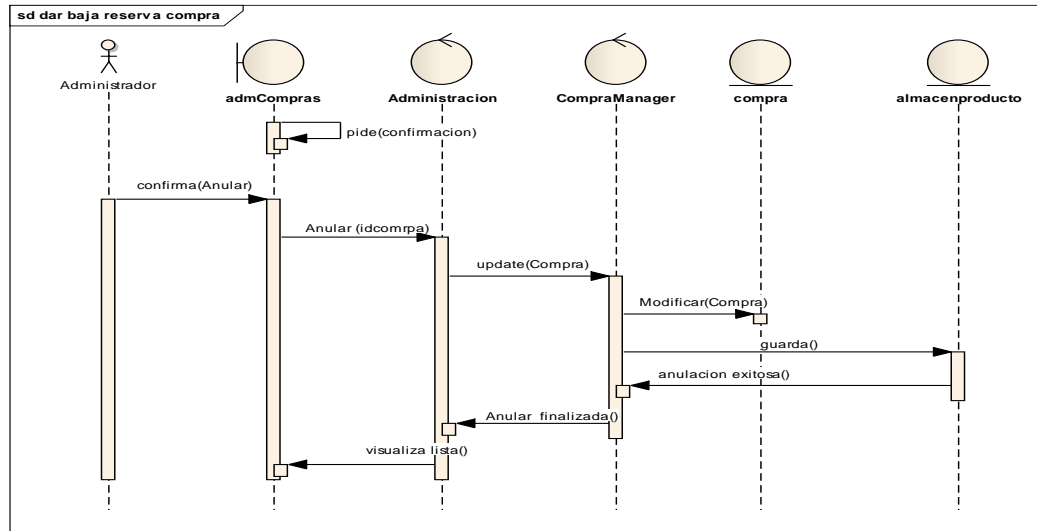 sd dar baja reserva compra
Administrador
admCompras
Administracion
CompraManager
compra
almacenproducto
pide(confirmacion)
confirma(Anular)
Anular (idcomrpa)
update(Compra)
Modificar(Compra)
guarda()
anulacion exitosa()
Anular finalizada()
visualiza lista()